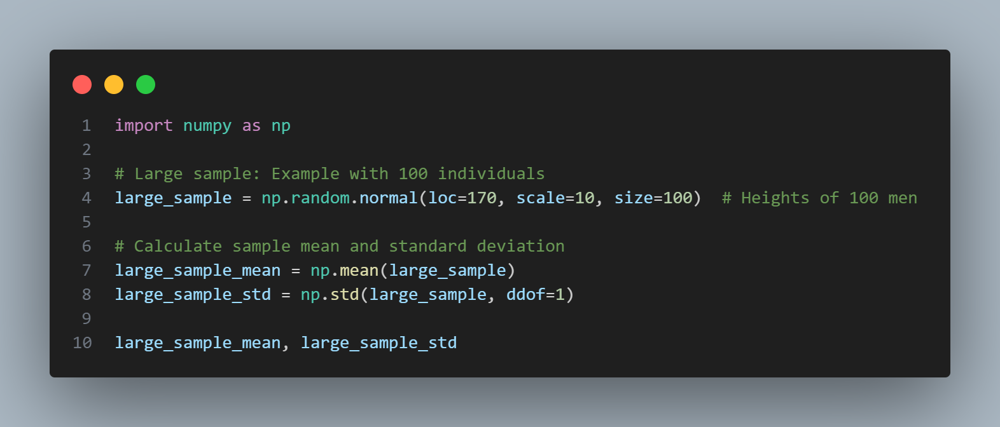 1 import numpy as np
2
3 # Large sample: Example with 100 individuals
4 large_sample = np.random.normal(loc=170, scale=10, size=100)  # Heights of 100 men
5
6 # Calculate sample mean and standard deviation
7 large_sample_mean = np.mean(large_sample)
8 large_sample_std = np.std(large_sample, ddof=1)
9
10 large_sample_mean, large_sample_std